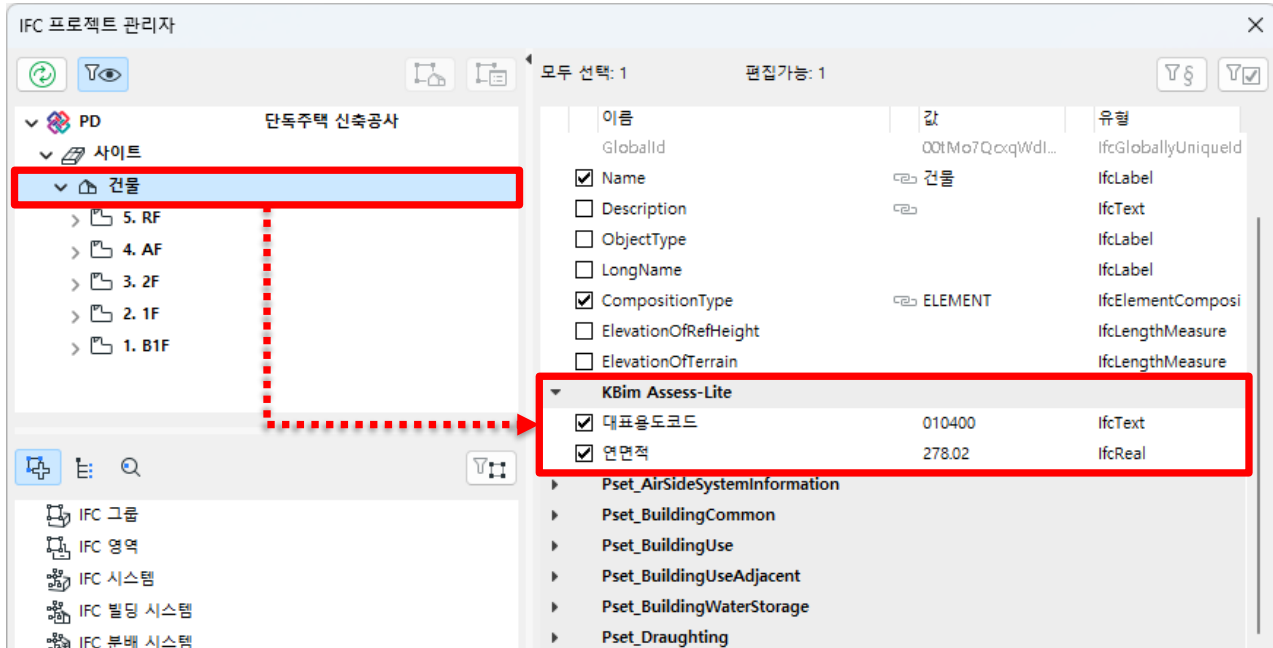 IFC 프로젝트 관리자
모두 선택: 1 편집가능: 1
PD 단독주택 신축공사
사이트
건물
5. RF
4. AF
3. 2F
2. 1F
1. B1F
IFC 그룹
IFC 영역
IFC 시스템
IFC 빌딩 시스템
IFC 분배 시스템
이름 값 유형
GlobalId IfcGloballyUniqueId
Name 건물 IfcLabel
Description IfcText
ObjectType IfcLabel
LongName IfcLabel
CompositionType ELEMENT IfcElementComposi
ElevationOfRefHeight IfcLengthMeasure
ElevationOfTerrain IfcLengthMeasure
KBim Assess-Lite
대표용도코드 010400 IfcText
연면적 278.02 IfcReal
Pset_AirSideSystemInformation
Pset_BuildingCommon
Pset_BuildingUse
Pset_BuildingUseAdjacent
Pset_BuildingWaterStorage
Pset_Draughting